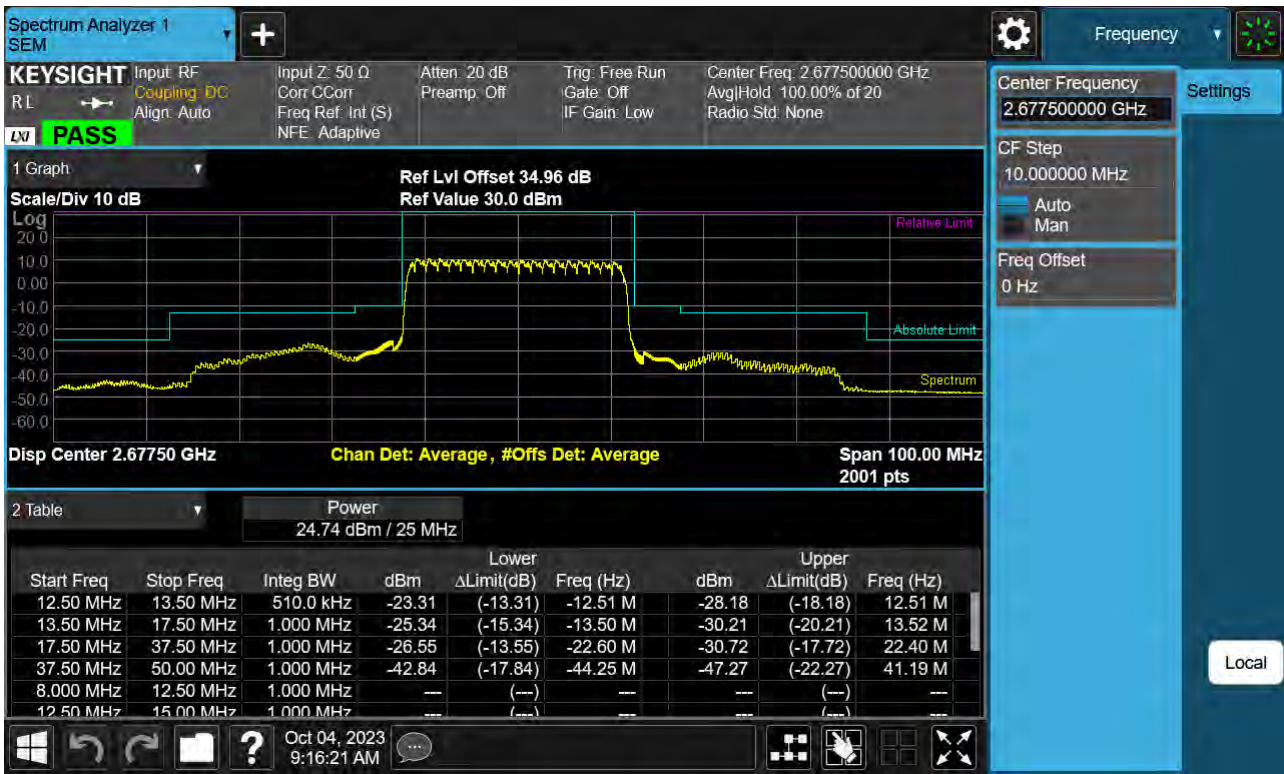 Spectrum Analyzer 1
SEM
+
Frequency
KEYSIGHT
R L
LXI
PASS
Input: RF
Coupling: DC
Align: Auto
Input Z: 50 Ω
Corr CCorr
Freq Ref: Int (S)
NFE: Adaptive
Atten: 20 dB
Preamp: Off
Trig: Free Run
Gate: Off
IF Gain: Low
Center Freq: 2.677500000 GHz
Avg|Hold: 100.00% of 20
Radio Std: None
Center Frequency
2.677500000 GHz
Settings
CF Step
10.000000 MHz
Auto
Man
Freq Offset
0 Hz
1 Graph
Scale/Div 10 dB
Ref Lvl Offset 34.96 dB
Ref Value 30.0 dBm
Log
20.0
10.0
0.00
-10.0
-20.0
-30.0
-40.0
-50.0
-60.0
Relative Limit
Absolute Limit
Spectrum
Disp Center 2.67750 GHz
Chan Det: Average, #Offs Det: Average
Span 100.00 MHz
2001 pts
2 Table
Power
24.74 dBm / 25 MHz
Lower Upper
Start Freq Stop Freq Integ BW dBm ΔLimit(dB) Freq (Hz) dBm ΔLimit(dB) Freq (Hz)
12.50 MHz 13.50 MHz 510.0 kHz -23.31 (-13.31) -12.51 M -28.18 (-18.18) 12.51 M
13.50 MHz 17.50 MHz 1.000 MHz -25.34 (-15.34) -13.50 M -30.21 (-20.21) 13.52 M
17.50 MHz 37.50 MHz 1.000 MHz -26.55 (-13.55) -22.60 M -30.72 (-17.72) 22.40 M
37.50 MHz 50.00 MHz 1.000 MHz -42.84 (-17.84) -44.25 M -47.27 (-22.27) 41.19 M
8.000 MHz 12.50 MHz 1.000 MHz --- (---) --- --- (---) ---
12.50 MHz 15.00 MHz 1.000 MHz --- (---) --- --- (---) ---
Local
?
Oct 04, 2023
9:16:21 AM